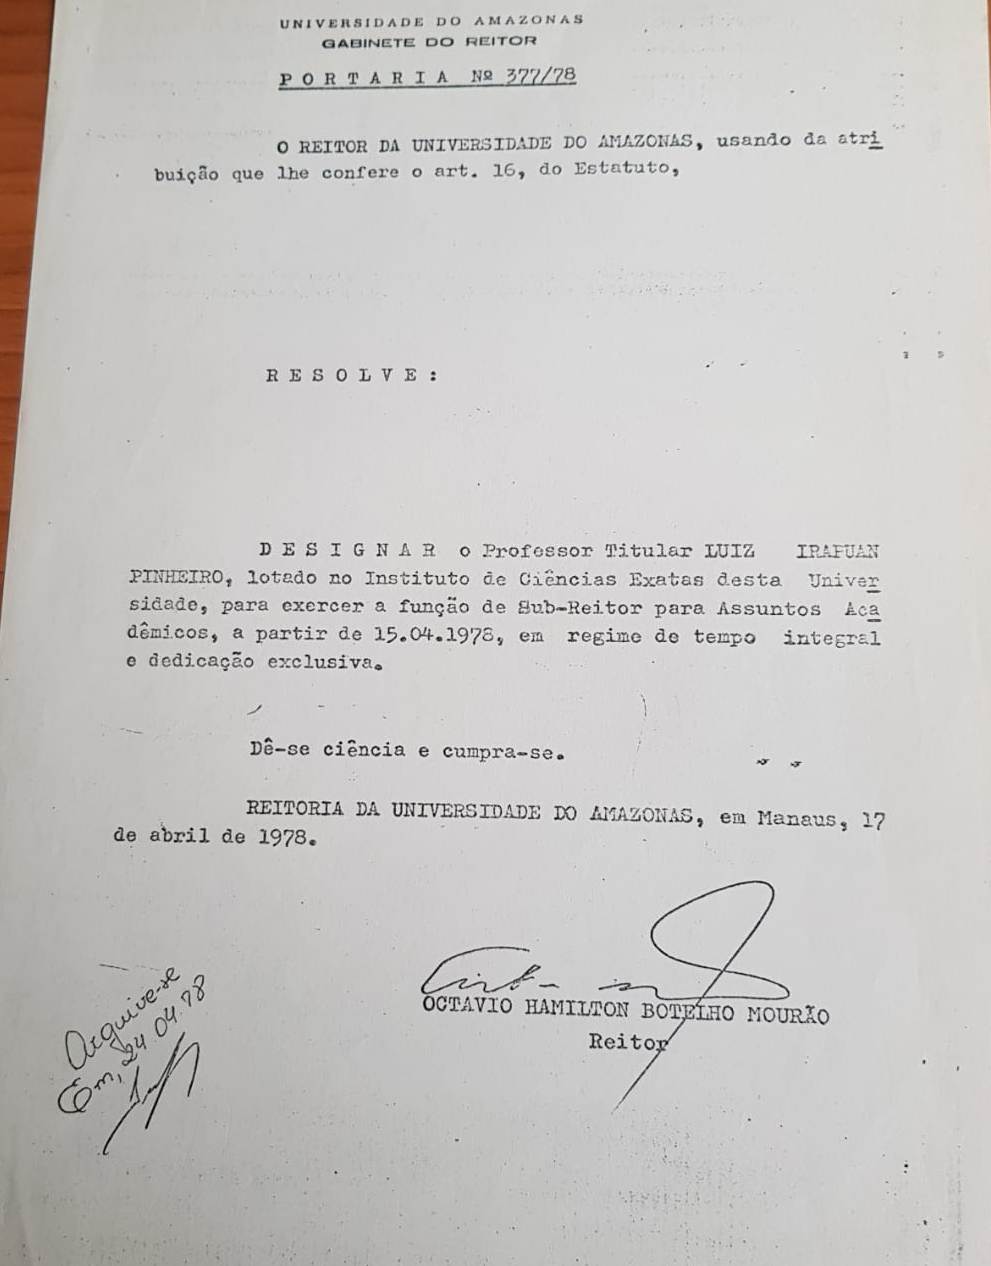 UNIVERSIDADE DO AMAZONAS
GABINETE DO REITOR
P O R T A R I A Nº 377/78
O REITOR DA UNIVERSIDADE DO AMAZONAS, usando da atri
buição que lhe confere o art. 16, do Estatuto,
R E S O L V E :
D E S I G N A R o Professor Titular LUIZ IRAFUAN
PINHEIRO, lotado no Instituto de Ciências Exatas desta Univer
sidade, para exercer a função de Sub-Reitor para Assuntos Aca
dêmicos, a partir de 15.04.1978, em regime de tempo integral
e dedicação exclusiva.
Dê-se ciência e cumpra-se.
REITORIA DA UNIVERSIDADE DO AMAZONAS, em Manaus, 17
de abril de 1978.
OCTAVIO HAMILTON BOTELHO MOURÃO
Reitor
Arquive-se
Em, 24 04.78